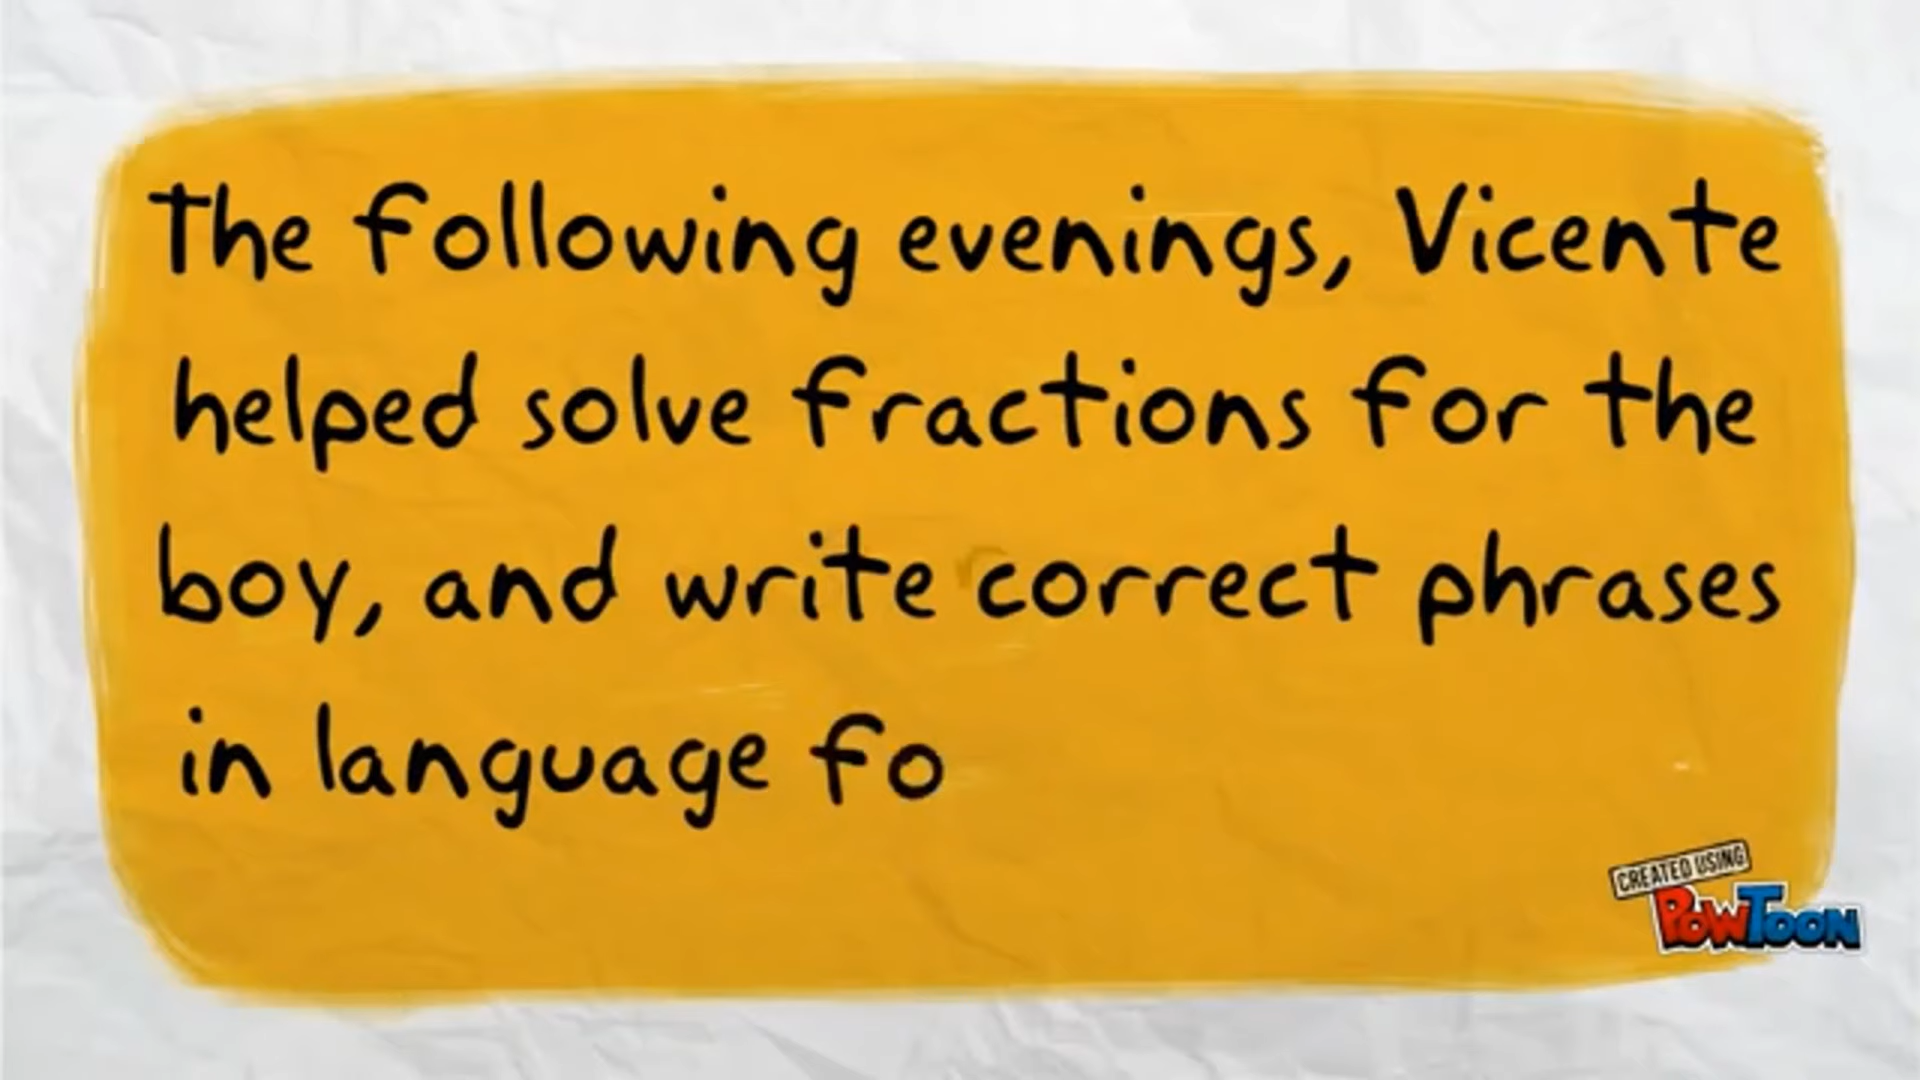 The following evenings, Vicente
helped solve fractions for the
boy, and write correct phrases
in language fo
CREATED USING
POWTOON